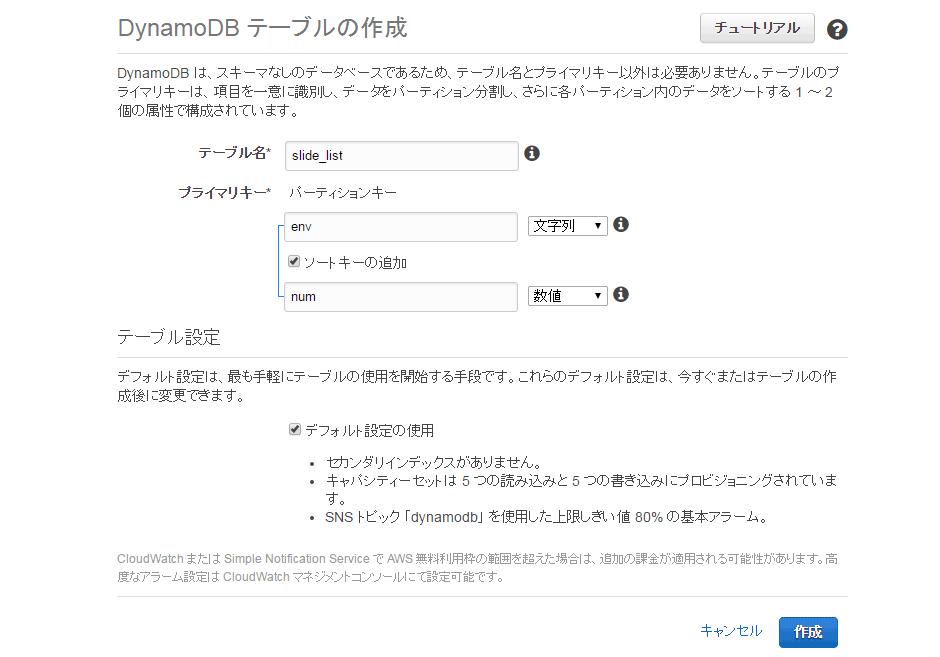 DynamoDB テーブルの作成
チュートリアル
DynamoDB は、スキーマなしのデータベースであるため、テーブル名とプライマリキー以外は必要ありません。テーブルのプ
ライマリキーは、項目を一意に識別し、データをパーティション分割し、さらに各パーティション内のデータをソートする 1 ～ 2
個の属性で構成されています。
テーブル名*
slide_list
プライマリキー*
パーティションキー
env
文字列
ソートキーの追加
num
数値
テーブル設定
デフォルト設定は、最も手軽にテーブルの使用を開始する手段です。これらのデフォルト設定は、今すぐまたはテーブルの作
成後に変更できます。
デフォルト設定の使用
• セカンダリインデックスがありません。
• キャパシティーセットは 5 つの読み込みと 5 つの書き込みにプロビジョニングされていま
す。
• SNS トピック「dynamodb」を使用した上限しきい値 80% の基本アラーム。
CloudWatch または Simple Notification Service で AWS 無料利用枠の範囲を超えた場合は、追加の課金が適用される可能性があります。高
度なアラーム設定は CloudWatch マネジメントコンソールにて設定可能です。
キャンセル
作成